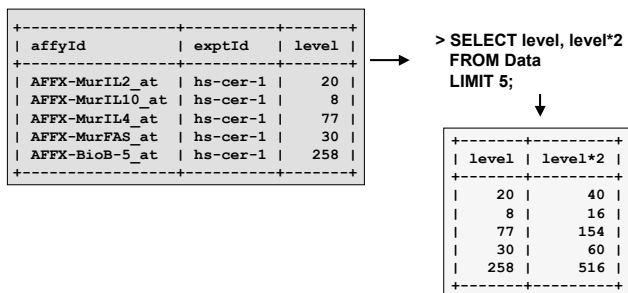 +-----------------+----------+-------+
| affyId | exptId | level |
+-----------------+----------+-------+
| AFFX-MurIL2_at | hs-cer-1 | 20 |
| AFFX-MurIL10_at | hs-cer-1 | 8 |
| AFFX-MurIL4_at | hs-cer-1 | 77 |
| AFFX-MurFAS_at | hs-cer-1 | 30 |
| AFFX-BioB-5_at | hs-cer-1 | 258 |
+-----------------+----------+-------+
> SELECT level, level*2
FROM Data
LIMIT 5;
+-------+---------+
| level | level*2 |
+-------+---------+
| 20 | 40 |
| 8 | 16 |
| 77 | 154 |
| 30 | 60 |
| 258 | 516 |
+-------+---------+